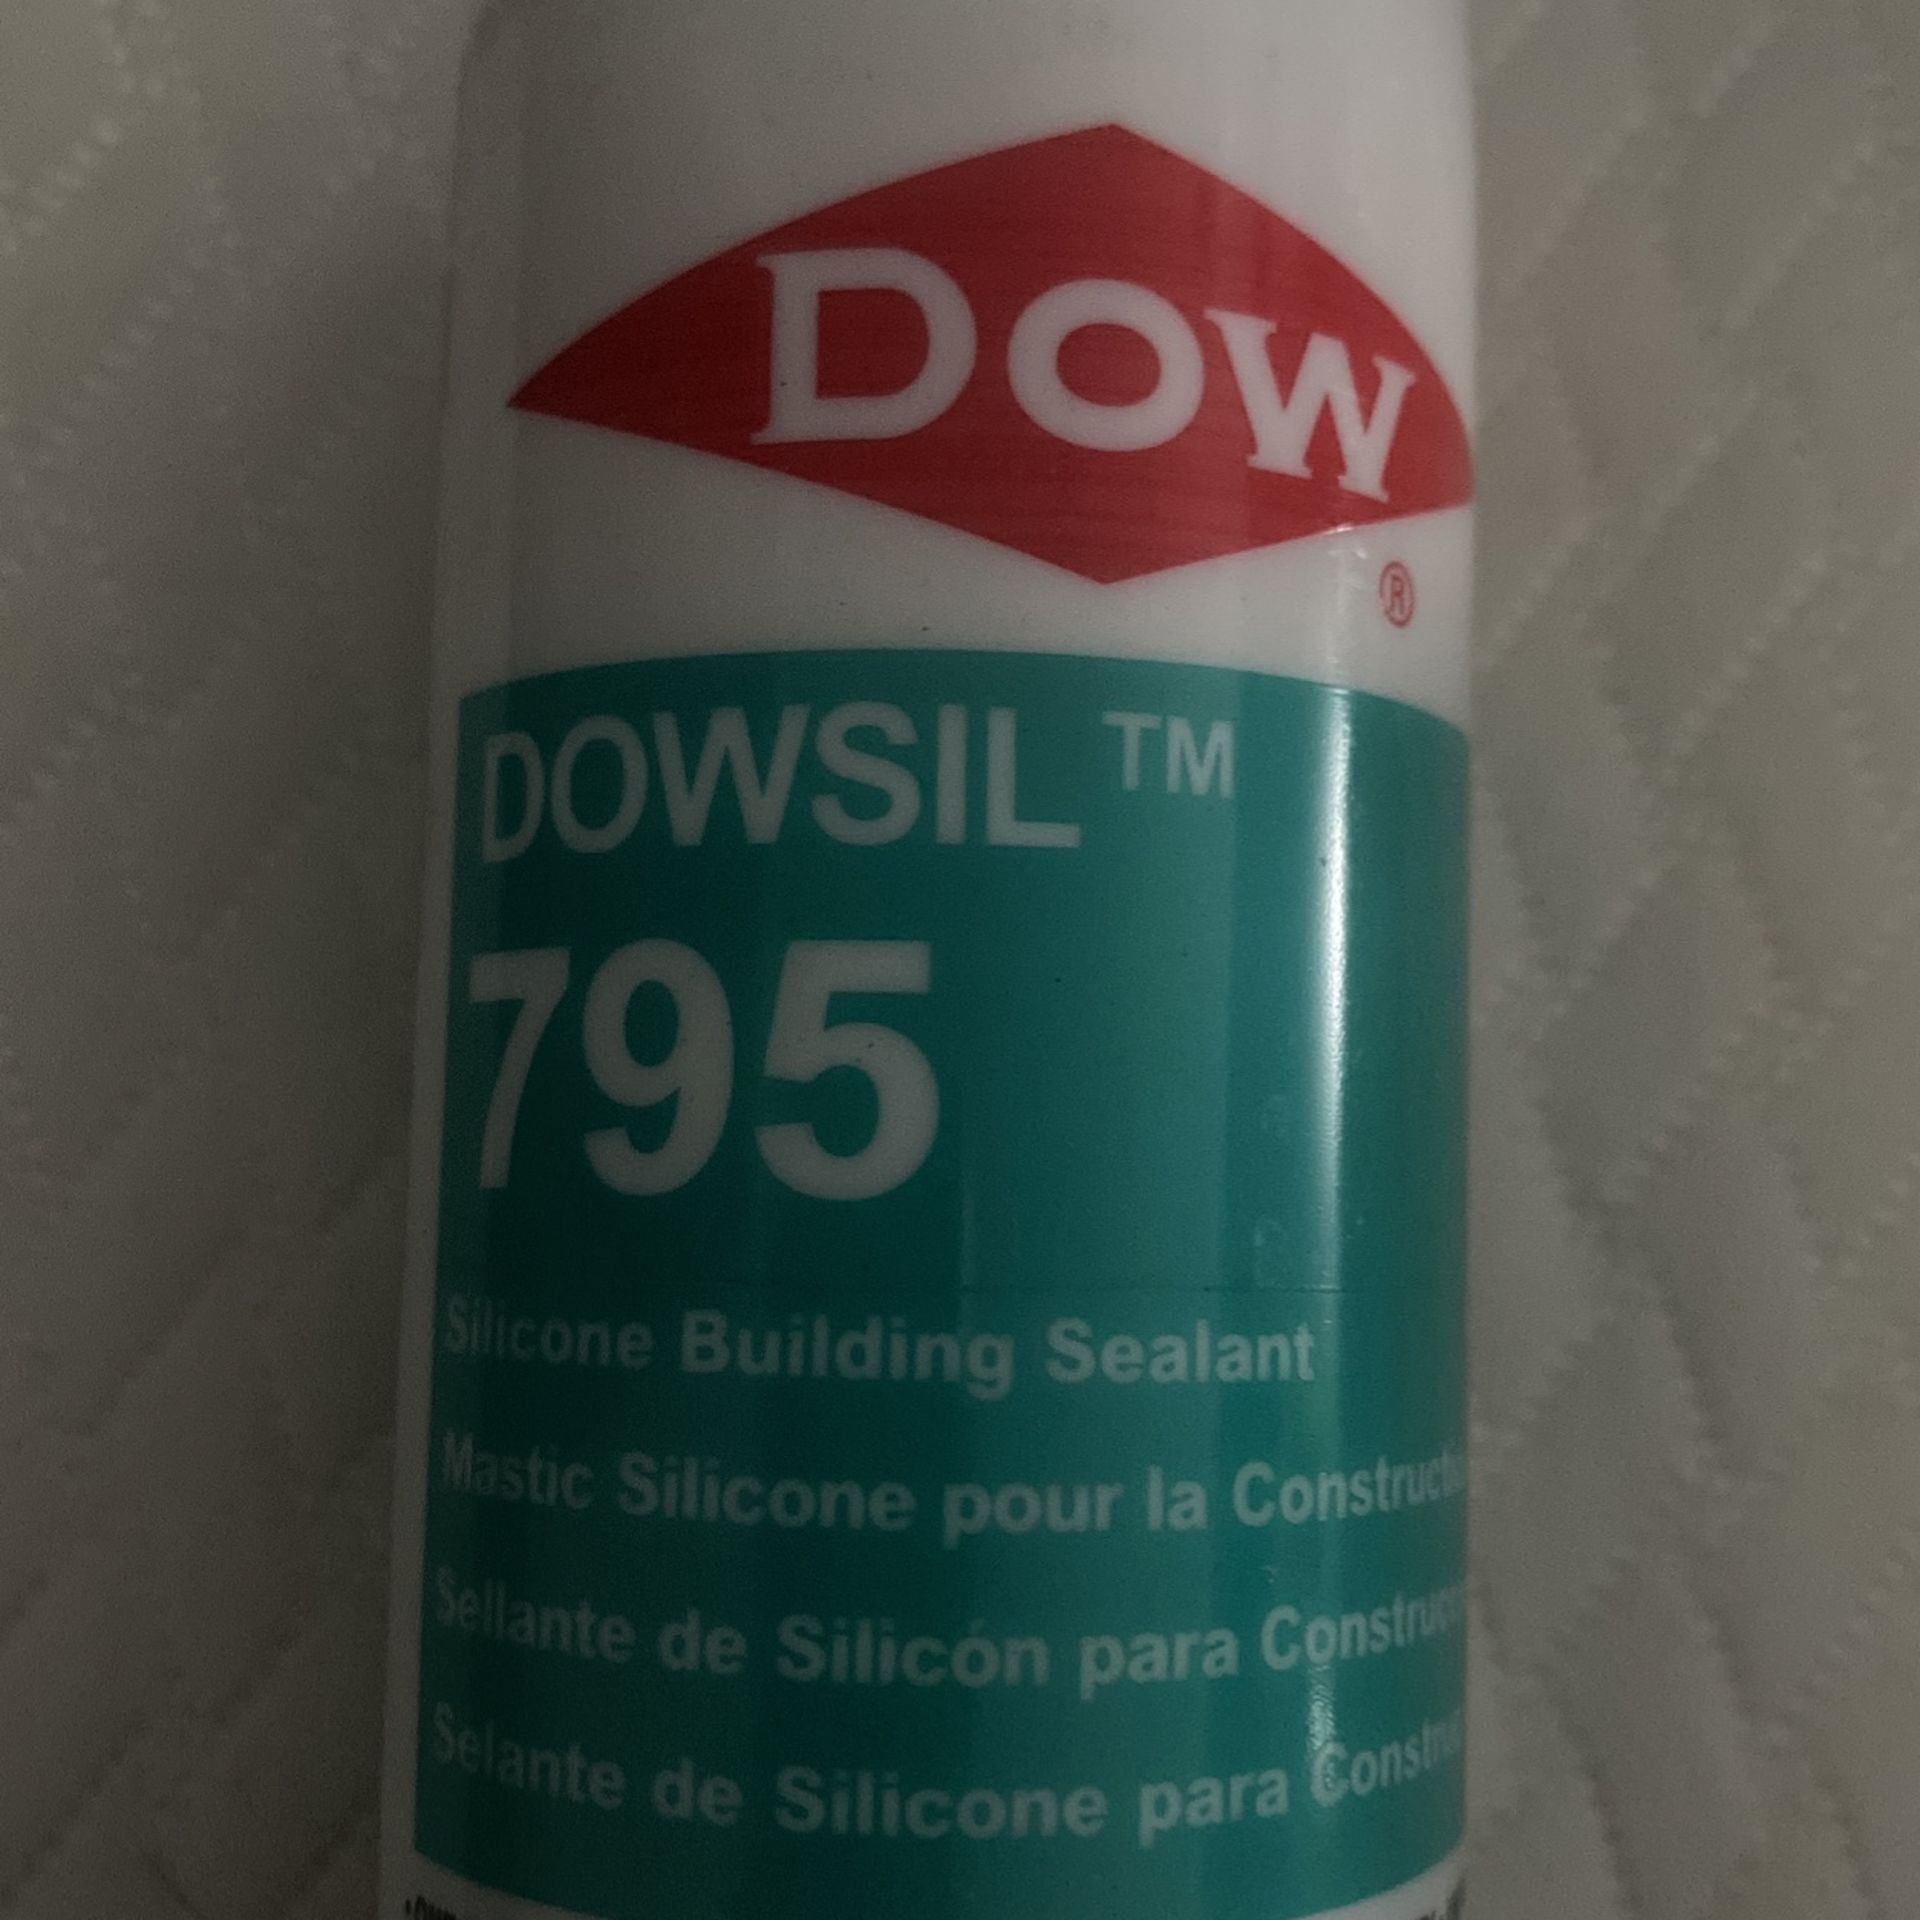 DOW
®
DOWSIL™
795
Silicone Building Sealant
Mastic Silicone pour la
Sellante de Silicón para
Selante de Silicone para